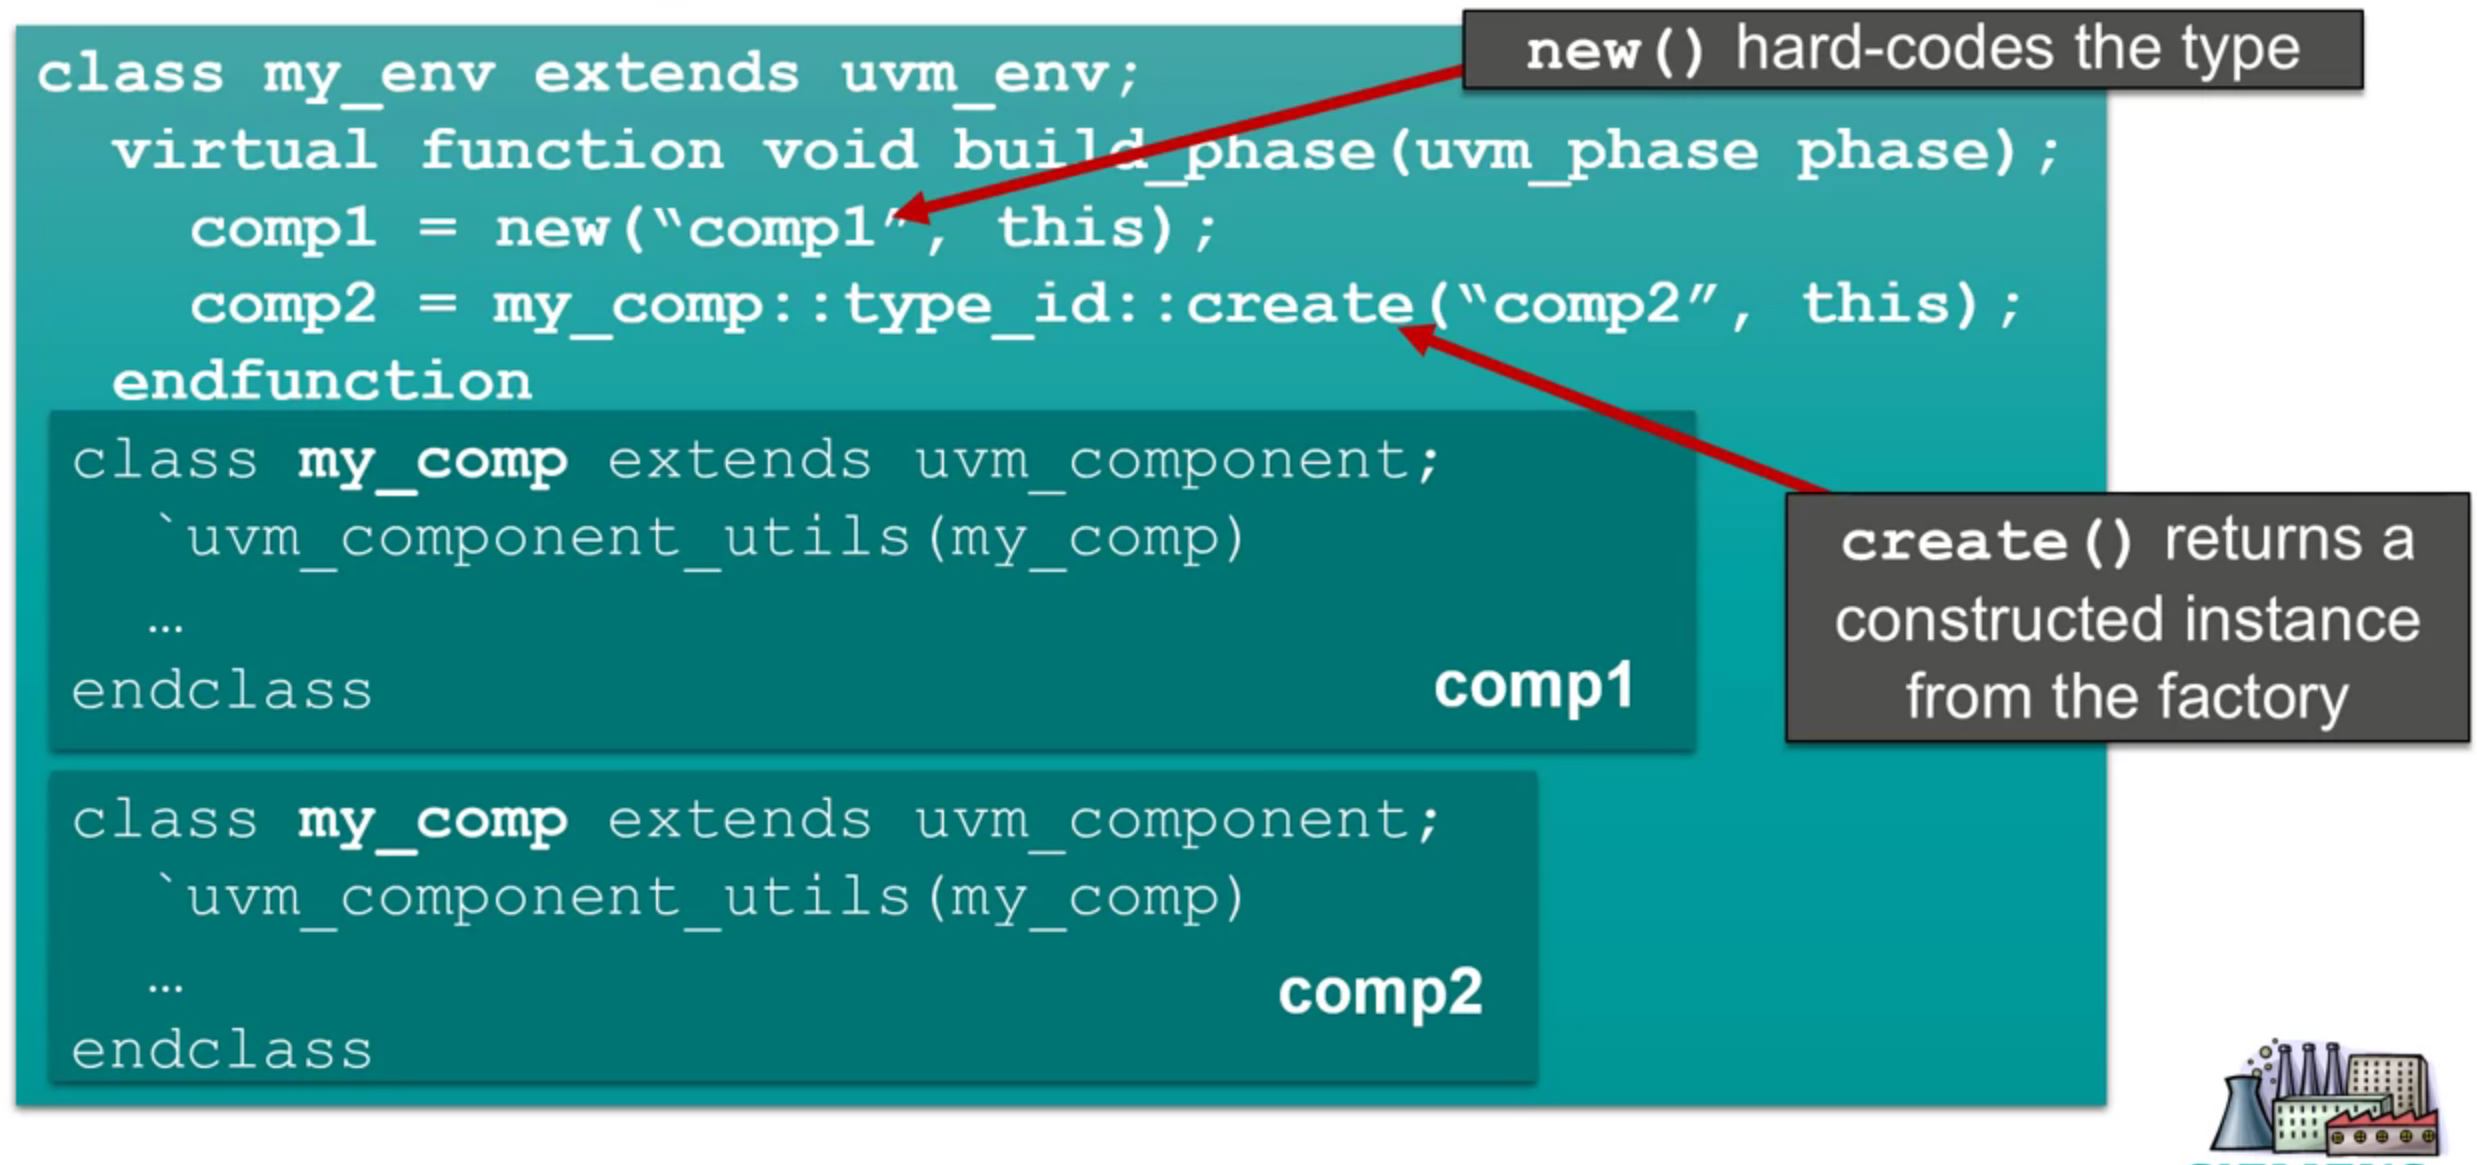 new() hard-codes the type
class my_env extends uvm_env;
virtual function void build_phase(uvm_phase phase);
comp1 = new(“comp1”, this);
comp2 = my_comp::type_id::create(“comp2”, this);
endfunction
class my_comp extends uvm_component;
`uvm_component_utils(my_comp)
…
endclass
comp1
create() returns a
constructed instance
from the factory
class my_comp extends uvm_component;
`uvm_component_utils(my_comp)
…
endclass
comp2